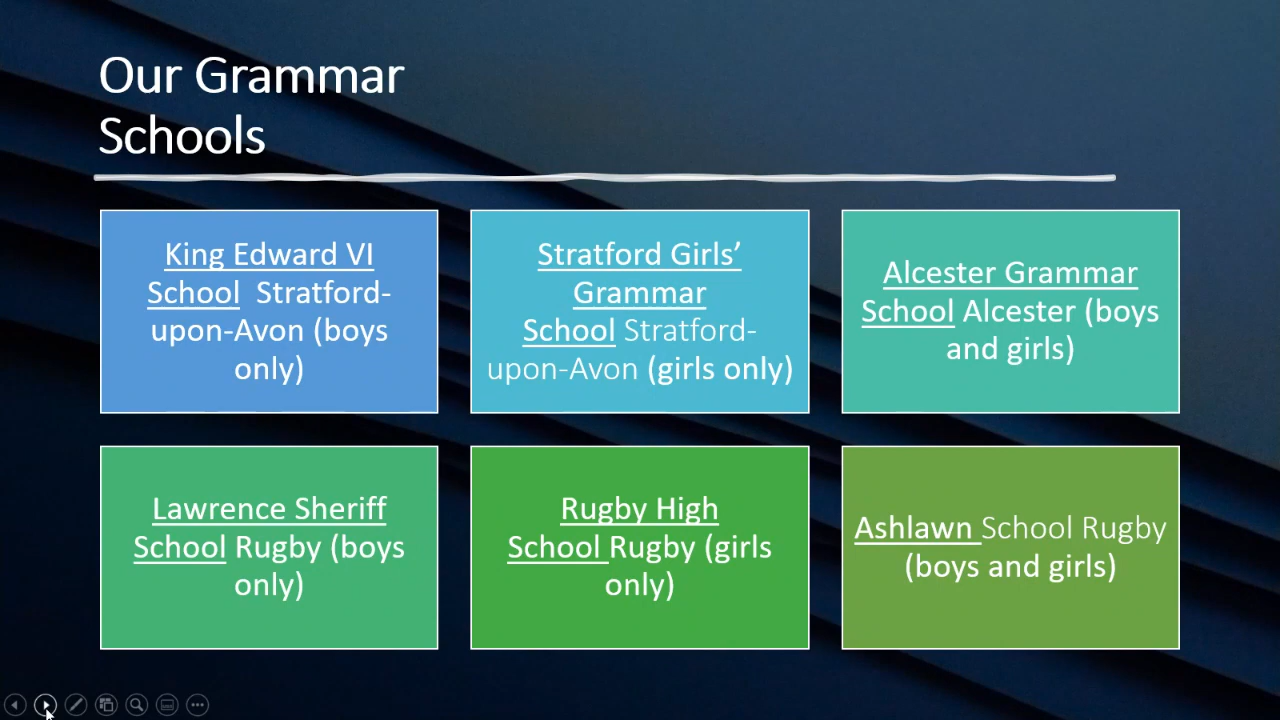 Our Grammar
Schools
King Edward VI
School Stratford-
upon-Avon (boys
only)
Stratford Girls’
Grammar
School Stratford-
upon-Avon (girls only)
Alcester Grammar
School Alcester (boys
and girls)
Lawrence Sheriff
School Rugby (boys
only)
Rugby High
School Rugby (girls
only)
Ashlawn School Rugby
(boys and girls)